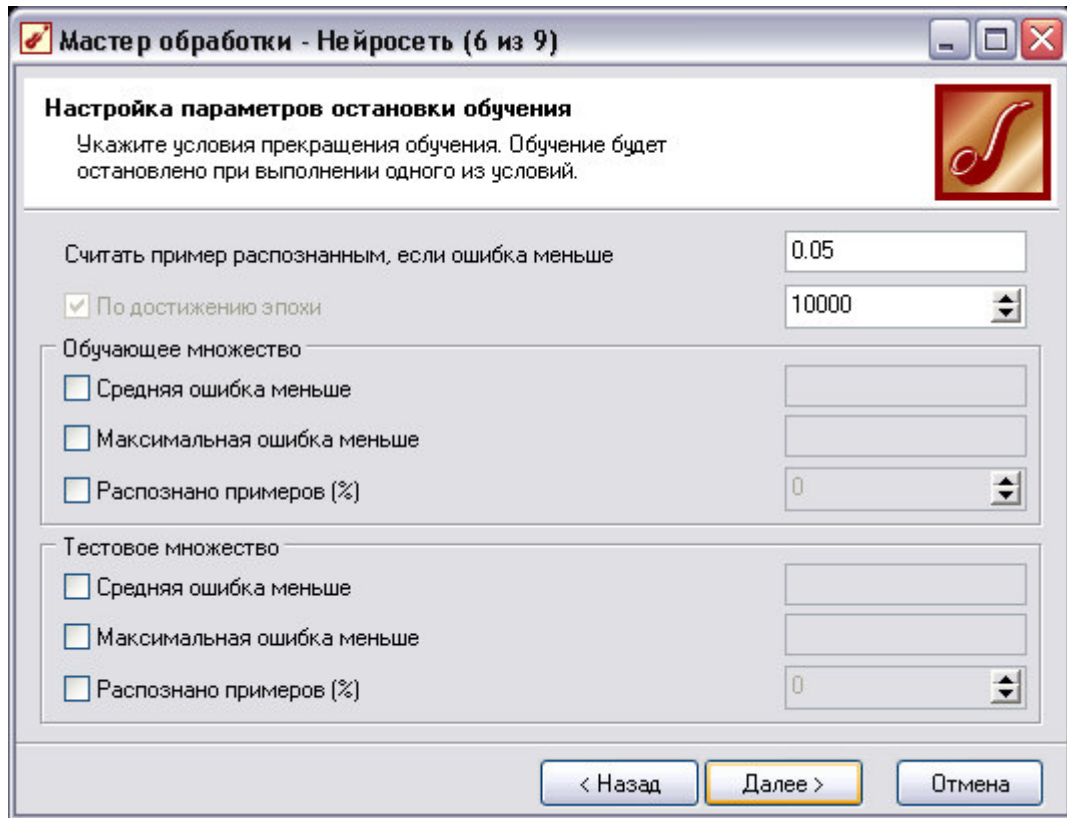 Мастер обработки - Нейросеть (6 из 9)
Настройка параметров остановки обучения
Укажите условия прекращения обучения. Обучение будет
остановлено при выполнении одного из условий.
Считать пример распознанным, если ошибка меньше 0.05
По достижению эпохи 10000
Обучающее множество
Средняя ошибка меньше
Максимальная ошибка меньше
Распознано примеров (%) 0
Тестовое множество
Средняя ошибка меньше
Максимальная ошибка меньше
Распознано примеров (%) 0
< Назад Далее > Отмена